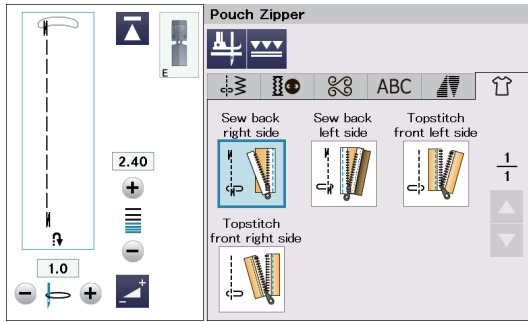 Pouch Zipper
E
ABC
2.40
1.0
Sew back
right side
Sew back
left side
Topstitch
front left side
1
1
Topstitch
front right side